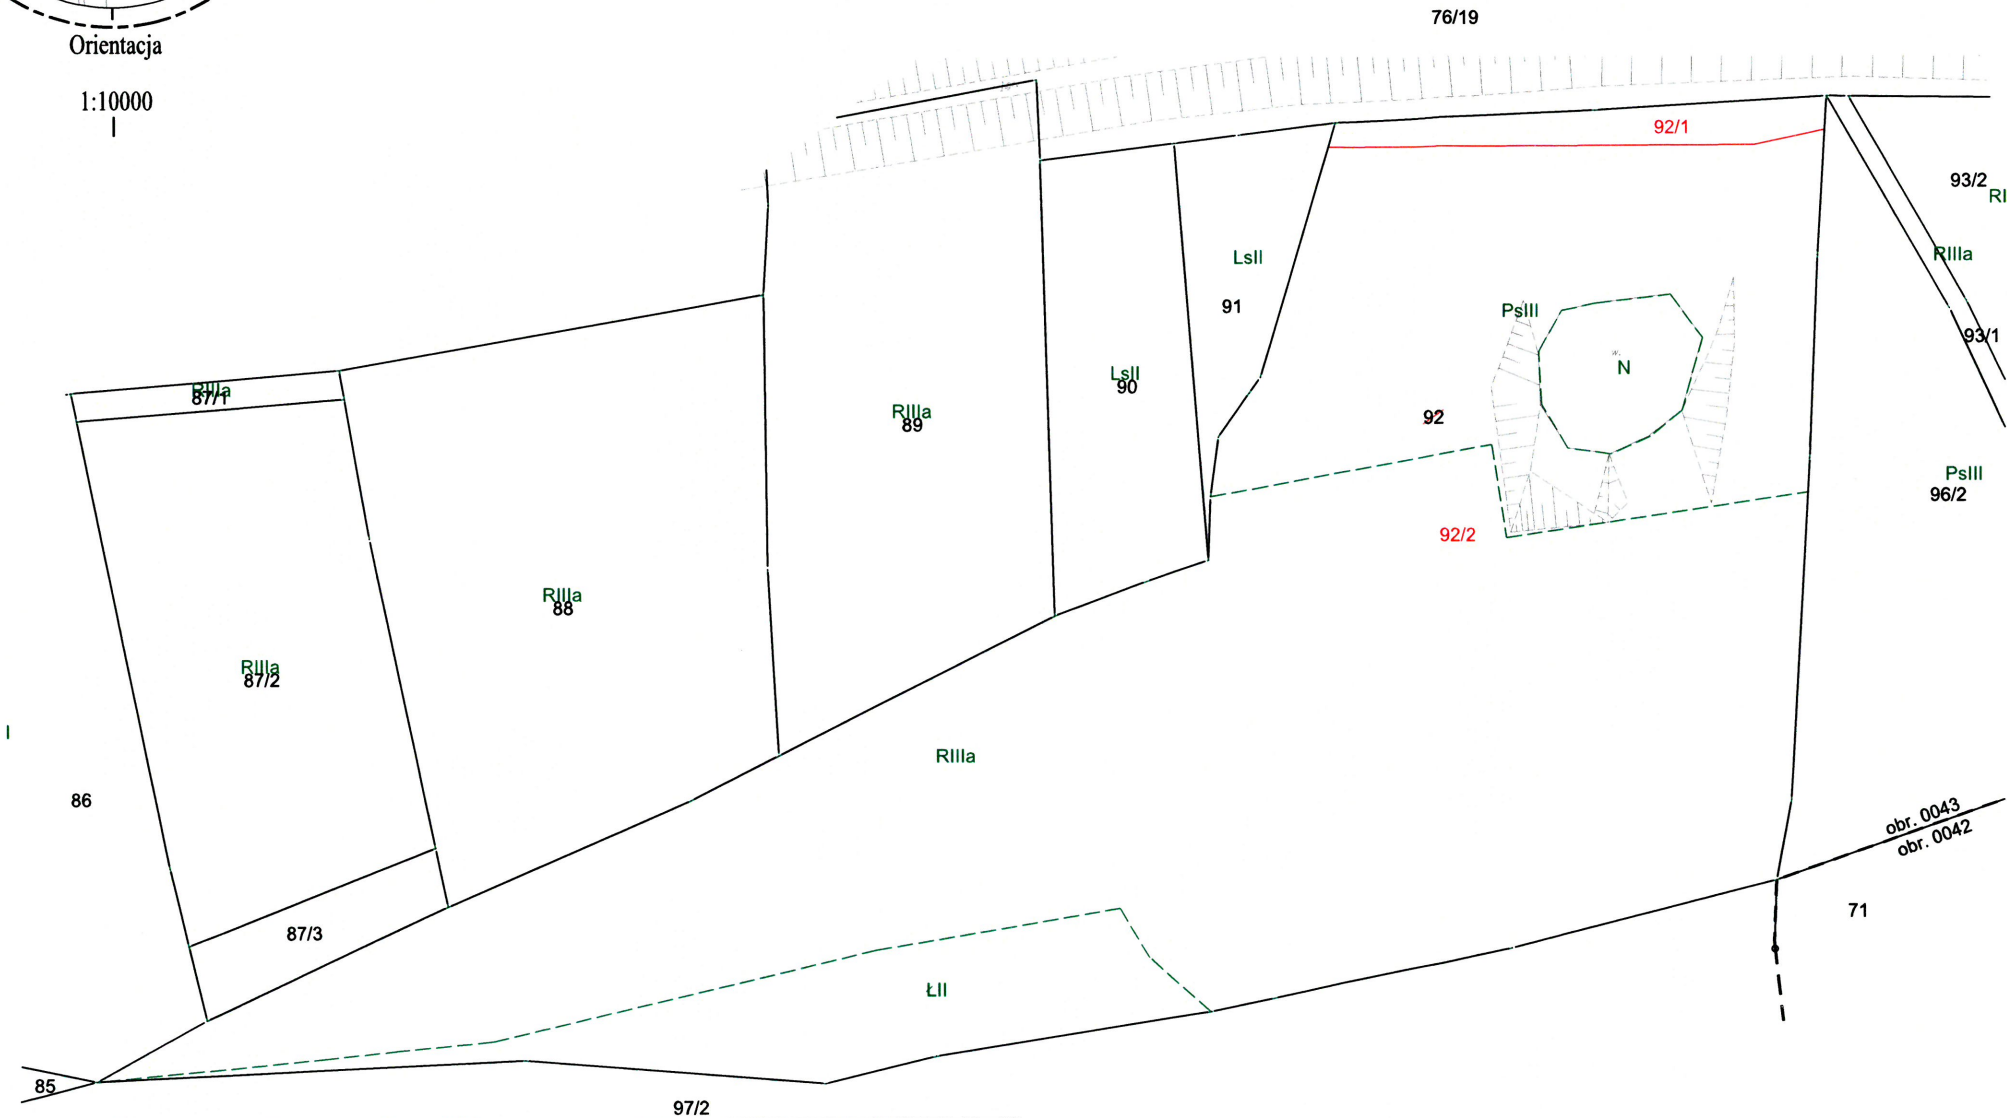 76/19
Orientacja
1:10000
92/1
93/2
RI
RIIIa
LsII
91
PsIII
93/1
w.
N
LsII
90
RIIIa
87/1
RIIIa
89
92
PsIII
96/2
92/2
RIIIa
88
RIIIa
87/2
I
RIIIa
86
obr. 0043
obr. 0042
71
87/3
ŁII
85
97/2